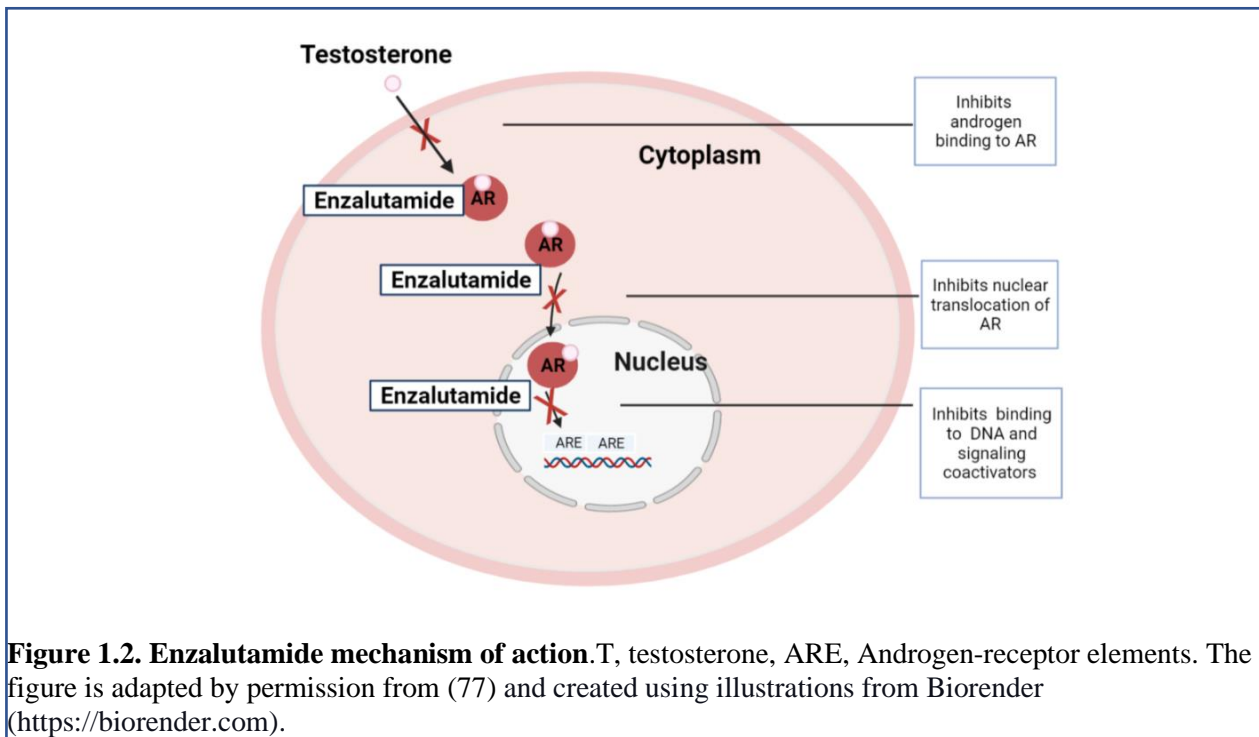 Testosterone
Inhibits
androgen
binding to AR
Cytoplasm
Enzalutamide
AR
AR
Enzalutamide
Inhibits nuclear
translocation of
AR
AR
Nucleus
Enzalutamide
Inhibits binding
to DNA and
signaling
coactivators
ARE ARE
Figure 1.2. Enzalutamide mechanism of action.T, testosterone, ARE, Androgen-receptor elements. The
figure is adapted by permission from (77) and created using illustrations from Biorender
(https://biorender.com).